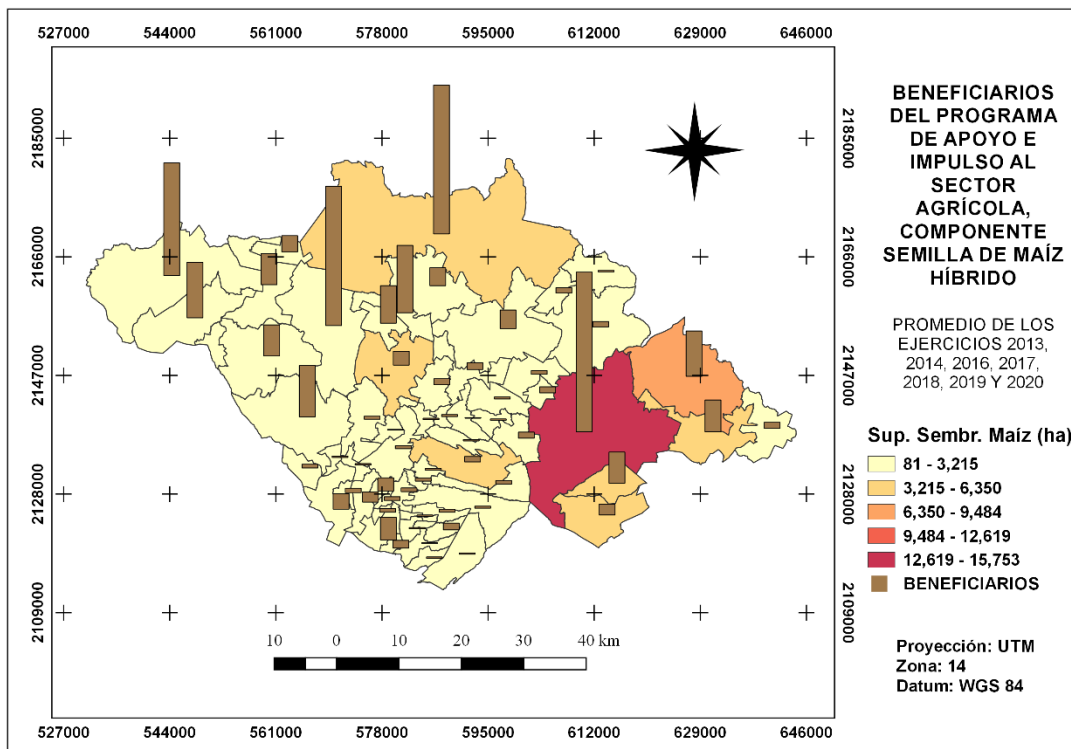 527000 544000 561000 578000 595000 612000 629000 646000
2185000 2185000
2166000 2166000
2147000 2147000
2128000 2128000
2109000 2109000
10 0 10 20 30 40 km
527000 544000 561000 578000 595000 612000 629000 646000
BENEFICIARIOS
DEL PROGRAMA
DE APOYO E
IMPULSO AL
SECTOR
AGRÍCOLA,
COMPONENTE
SEMILLA DE MAÍZ
HÍBRIDO
PROMEDIO DE LOS
EJERCICIOS 2013,
2014, 2016, 2017,
2018, 2019 Y 2020
Sup. Sembr. Maíz (ha)
81 - 3,215
3,215 - 6,350
6,350 - 9,484
9,484 - 12,619
12,619 - 15,753
BENEFICIARIOS
Proyección: UTM
Zona: 14
Datum: WGS 84